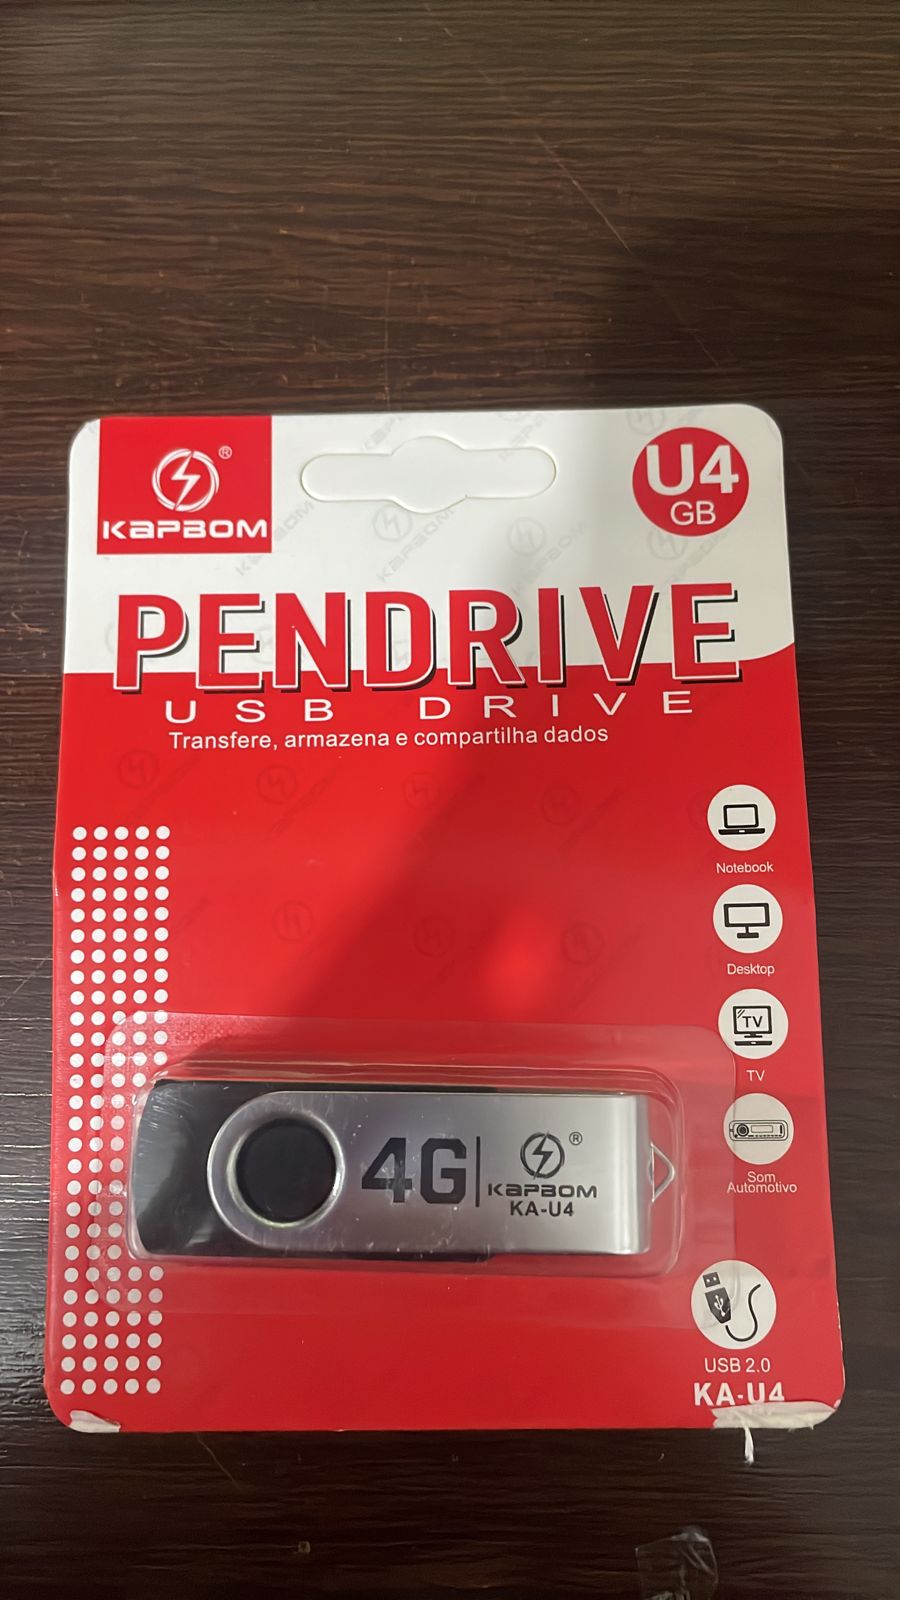 ®
KAPBOM
U4
GB
PENDRIVE
USB DRIVE
Transfere, armazena e compartilha dados
Notebook
Desktop
TV
TV
Som
Automotivo
4G
®
KAPBOM
KA-U4
USB 2.0
KA-U4